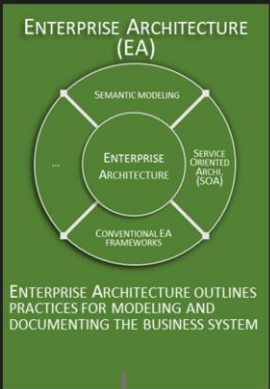 ENTERPRISE ARCHITECTURE
(EA)
SEMANTIC MODELING
...
ENTERPRISE
ARCHITECTURE
SERVICE
ORIENTED
ARCHI.
(SOA)
CONVENTIONAL EA
FRAMEWORKS
ENTERPRISE ARCHITECTURE OUTLINES
PRACTICES FOR MODELING AND
DOCUMENTING THE BUSINESS SYSTEM